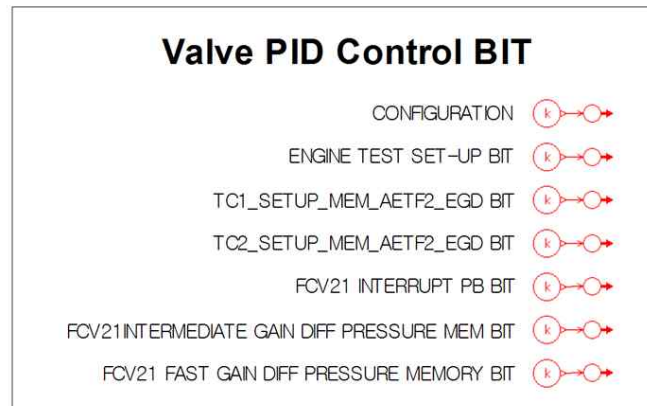 Valve PID Control BIT
CONFIGURATION k
ENGINE TEST SET-UP BIT k
TC1_SETUP_MEM_AETF2_EGD BIT k
TC2_SETUP_MEM_AETF2_EGD BIT k
FCV21 INTERRUPT PB BIT k
FCV21INTERMEDIATE GAIN DIFF PRESSURE MEM BIT k
FCV21 FAST GAIN DIFF PRESSURE MEMORY BIT k